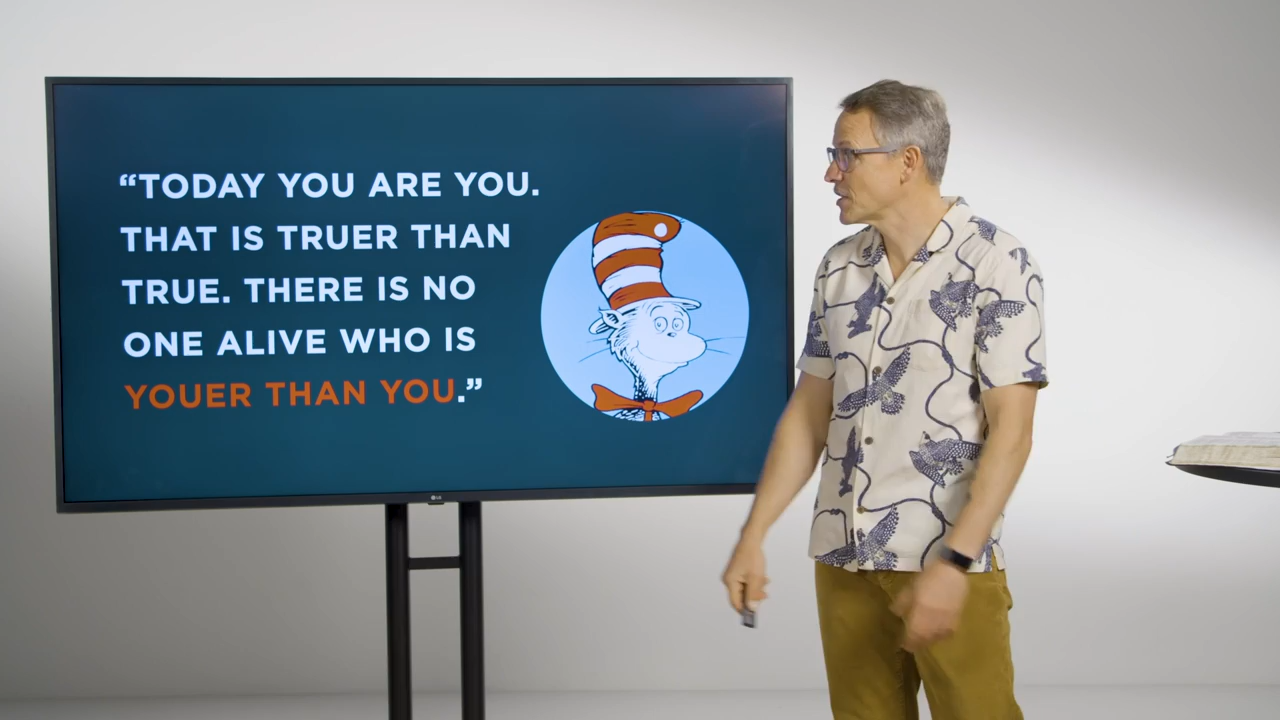 “TODAY YOU ARE YOU.
THAT IS TRUER THAN
TRUE. THERE IS NO
ONE ALIVE WHO IS
YOUER THAN YOU.”
LG